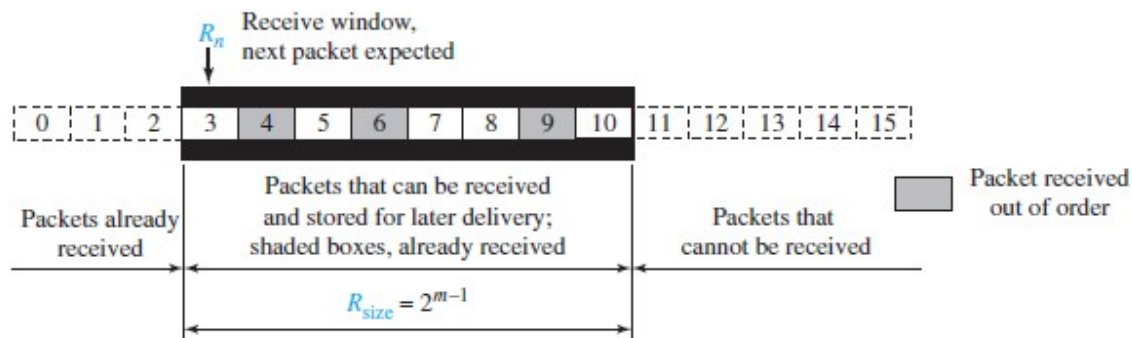 Rn
Receive window,
next packet expected
0 1 2 3 4 5 6 7 8 9 10 11 12 13 14 15
Packets already
received
Packets that can be received
and stored for later delivery;
shaded boxes, already received
Packets that
cannot be received
Packet received
out of order
Rsize = 2^m−1